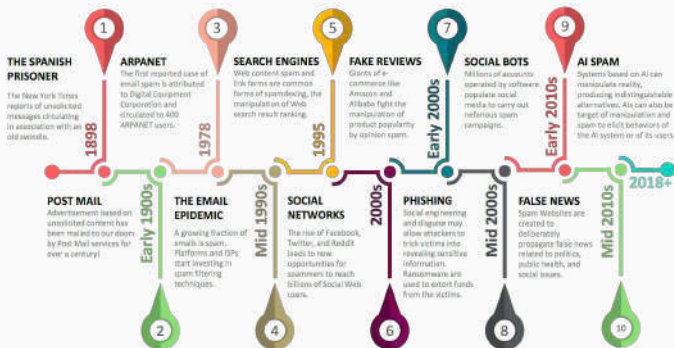 1
3
5
7
9
THE SPANISH
PRISONER
The New York Times
reports of unsolicited
messages circulating
in association with an
old swindle.
1898
ARPANET
The first reported case of
email spam is attributed
to Digital Equipment
Corporation and
circulated to 400
ARPANET users.
1978
SEARCH ENGINES
Web content spam and
link farms are common
forms of spamdexing, the
manipulation of Web
search result ranking.
1995
FAKE REVIEWS
Giants of e-
commerce like
Amazon and
Alibaba fight the
manipulation of
product popularity
by opinion spam.
Early 2000s
SOCIAL BOTS
Millions of accounts
operated by software
populate social
media to carry out
nefarious spam
campaigns.
Early 2010s
AI SPAM
Systems based on AI can
manipulate reality,
producing indistinguishable
alternatives. AIs can also be
target of manipulation and
spam to elicit behaviors of
the AI system or of its users.
2018+
POST MAIL
Advertisement based on
unsolicited content has
been mailed to our doors
by Post Mail services for
over a century!
Early 1900s
THE EMAIL
EPIDEMIC
A growing fraction of
emails is spam.
Platforms and ISPs
start investing in
spam filtering
techniques.
Mid 1990s
SOCIAL
NETWORKS
The rise of Facebook,
Twitter, and Reddit
leads to new
opportunities for
spammers to reach
billions of Social Web
users.
2000s
PHISHING
Social engineering
and disguise may
allow attackers to
trick victims into
revealing sensitive
information.
Ransomware are
used to extort funds
from the victims.
Mid 2000s
FALSE NEWS
Spam Websites are
created to
deliberately
propagate false news
related to politics,
public health, and
social issues.
Mid 2010s
2
4
6
8
10